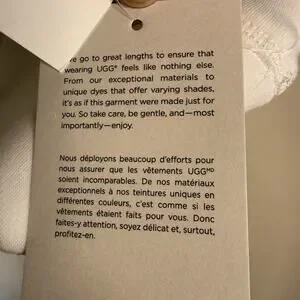 We go to great lengths to ensure that
wearing UGG® feels like nothing else.
From our exceptional materials to
unique dyes that offer varying shades,
it's as if this garment were made just for
you. So take care, be gentle, and—most
importantly—enjoy.
Nous déployons beaucoup d'efforts pour
nous assurer que les vêtements UGGMD
soient incomparables. De nos matériaux
exceptionnels à nos teintures uniques en
différentes couleurs, c'est comme si les
vêtements étaient faits pour vous. Donc
faites-y attention, soyez délicat et, surtout,
profitez-en.